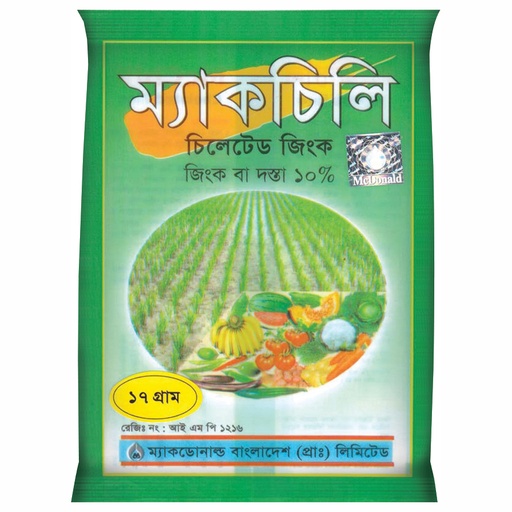 ম্যাকচিলি
চিলেটেড জিংক
জিংক বা দস্তা ১০%
McDonald
১৭ গ্রাম
রেজিঃ নং : আই এম পি ১২১৬
ম্যাকডোনাল্ড বাংলাদেশ (প্রাঃ) লিমিটেড